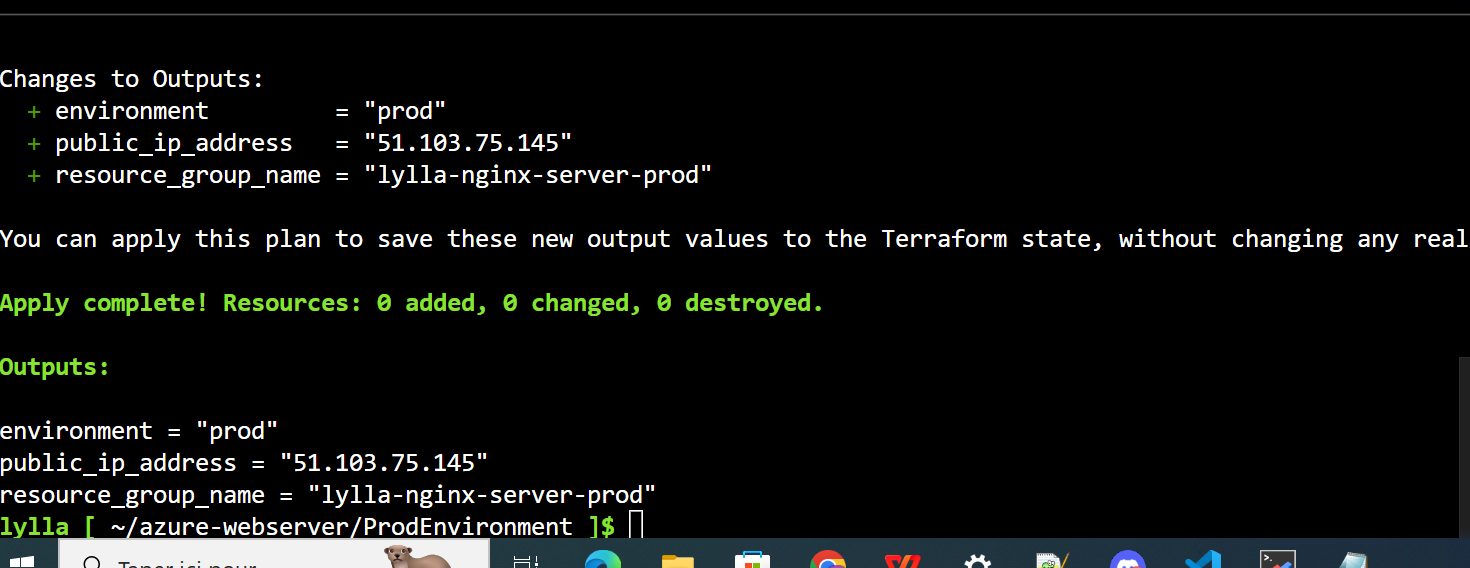 Changes to Outputs:
  + environment         = "prod"
  + public_ip_address   = "51.103.75.145"
  + resource_group_name = "lylla-nginx-server-prod"
You can apply this plan to save these new output values to the Terraform state, without changing any real
Apply complete! Resources: 0 added, 0 changed, 0 destroyed.
Outputs:
environment = "prod"
public_ip_address = "51.103.75.145"
resource_group_name = "lylla-nginx-server-prod"
lylla [ ~/azure-webserver/ProdEnvironment ]$
Taper ici pour